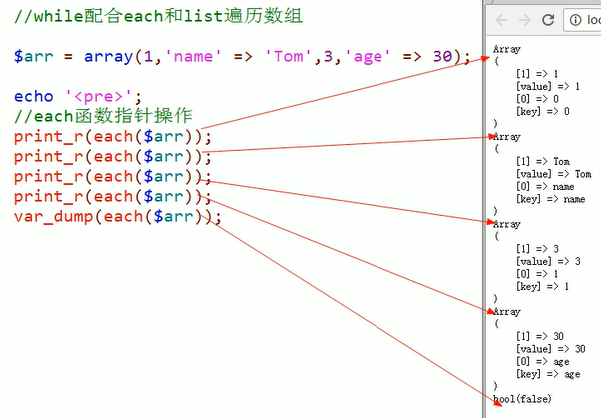 //while配合each和list遍历数组
$arr = array(1,'name' => 'Tom',3,'age' => 30);
echo '<pre>';
//each函数指针操作
print_r(each($arr));
print_r(each($arr));
print_r(each($arr));
print_r(each($arr));
var_dump(each($arr));
loc
Array
(
[1] => 1
[value] => 1
[0] => 0
[key] => 0
)
Array
(
[1] => Tom
[value] => Tom
[0] => name
[key] => name
)
Array
(
[1] => 3
[value] => 3
[0] => 1
[key] => 1
)
Array
(
[1] => 30
[value] => 30
[0] => age
[key] => age
)
bool(false)